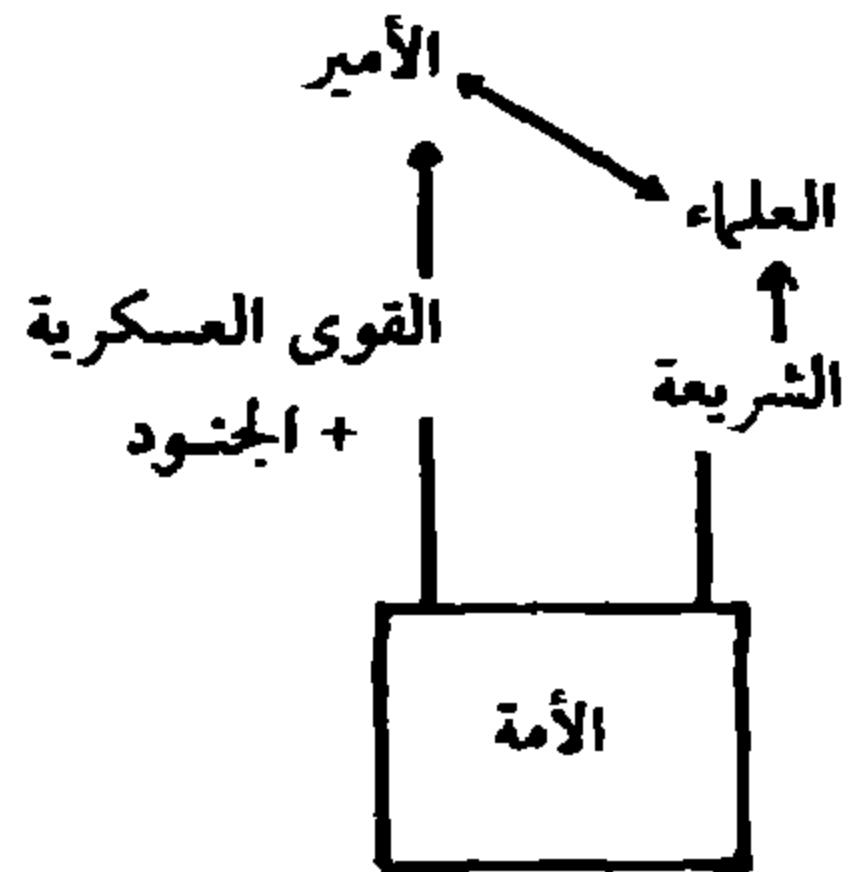 الأمير
العلماء
القوى العسكرية
+ الجنود
الشريعة
الأمة